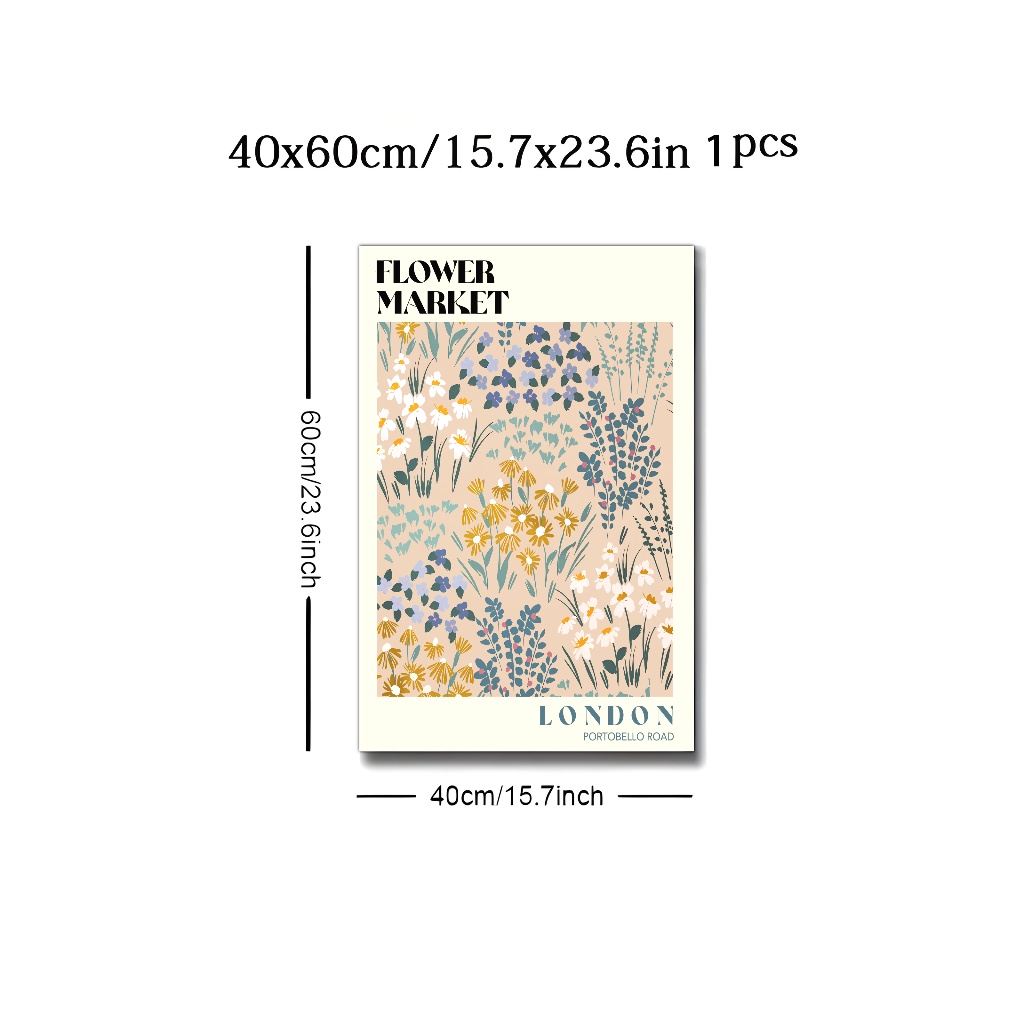 40x60cm/15.7x23.6in 1pcs
FLOWER
MARKET
60cm/23.6inch
LONDON
PORTOBELLO ROAD
40cm/15.7inch